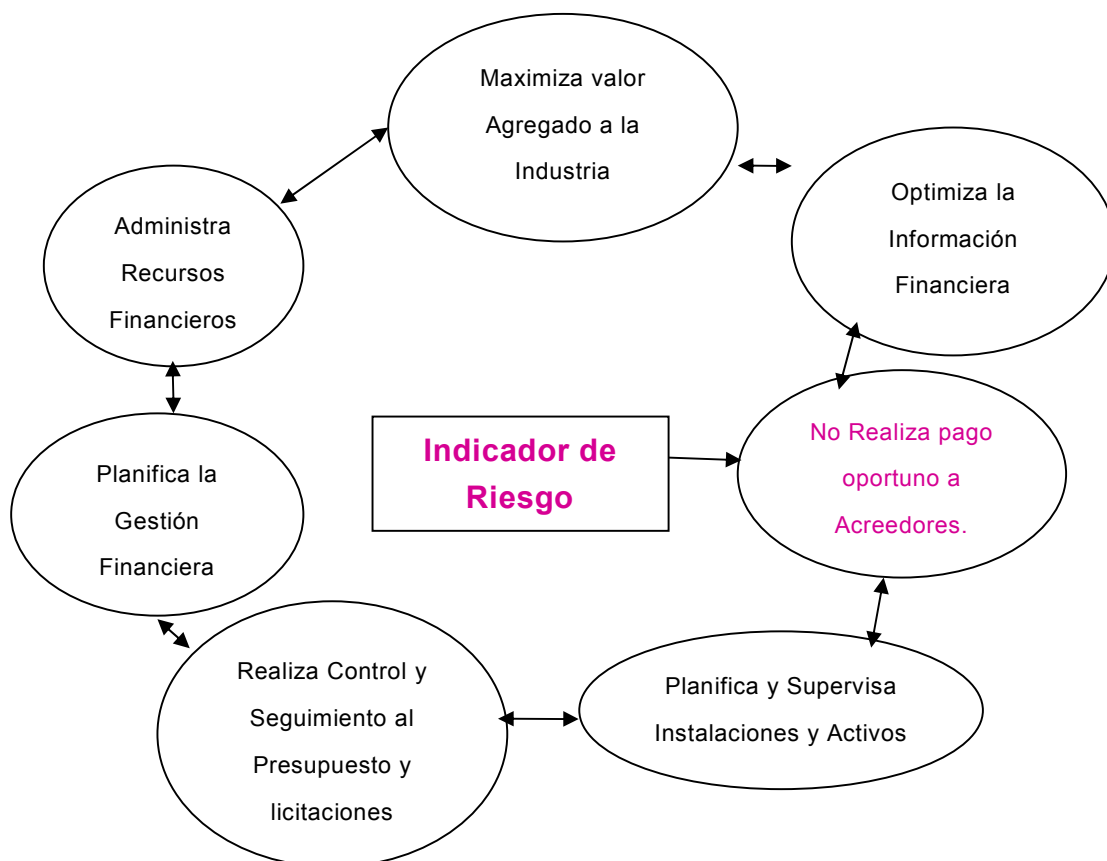 Maximiza valor
Agregado a la
Industria
Optimiza la
Información
Financiera
Administra
Recursos
Financieros
Indicador de
Riesgo
No Realiza pago
oportuno a
Acreedores.
Planifica la
Gestión
Financiera
Realiza Control y
Seguimiento al
Presupuesto y
licitaciones
Planifica y Supervisa
Instalaciones y Activos